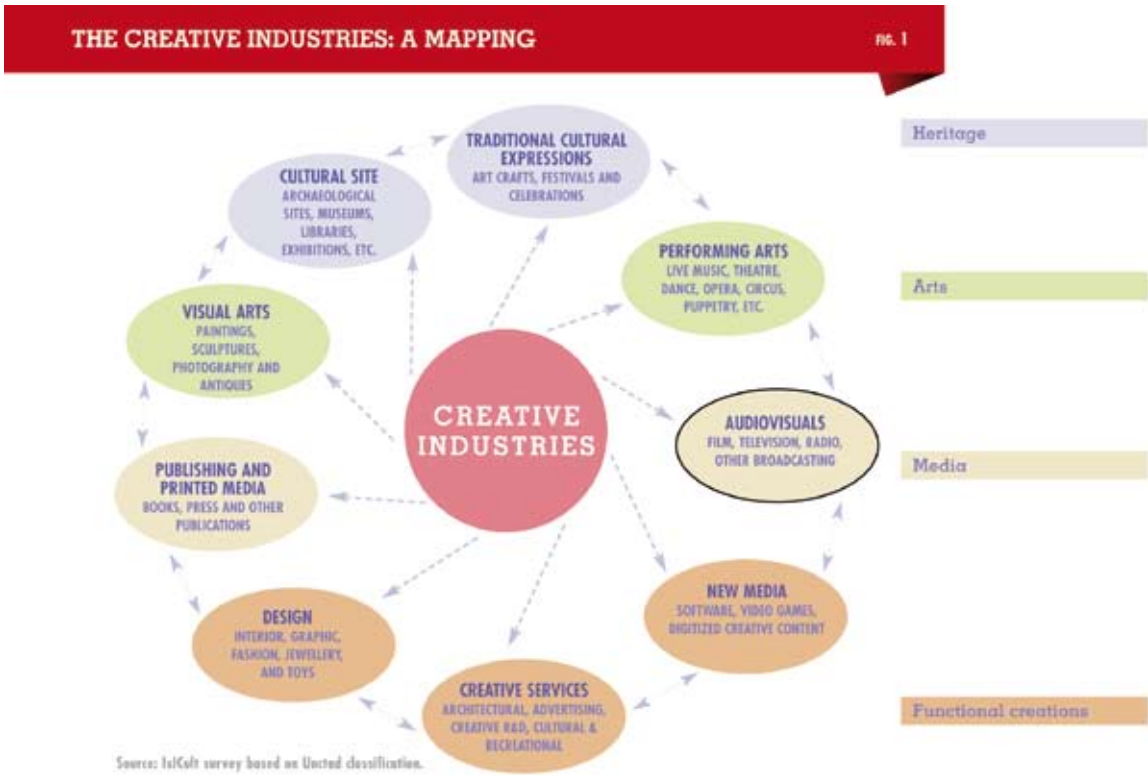 THE CREATIVE INDUSTRIES: A MAPPING
FIG. 1
TRADITIONAL CULTURAL
EXPRESSIONS
ART CRAFTS, FESTIVALS AND
CELEBRATIONS
CULTURAL SITE
ARCHAEOLOGICAL
SITES, MUSEUMS,
LIBRARIES,
EXHIBITIONS, ETC.
PERFORMING ARTS
LIVE MUSIC, THEATRE,
DANCE, OPERA, CIRCUS,
PUPPETRY, ETC.
VISUAL ARTS
PAINTINGS,
SCULPTURES,
PHOTOGRAPHY AND
ANTIQUES
CREATIVE
INDUSTRIES
AUDIOVISUALS
FILM, TELEVISION, RADIO,
OTHER BROADCASTING
PUBLISHING AND
PRINTED MEDIA
BOOKS, PRESS AND OTHER
PUBLICATIONS
NEW MEDIA
SOFTWARE, VIDEO GAMES,
DIGITIZED CREATIVE CONTENT
DESIGN
INTERIOR, GRAPHIC,
FASHION, JEWELLERY,
AND TOYS
CREATIVE SERVICES
ARCHITECTURAL, ADVERTISING,
CREATIVE R&D, CULTURAL &
RECREATIONAL
Heritage
Arts
Media
Functional creations
Source: survey based on Unctad classification.